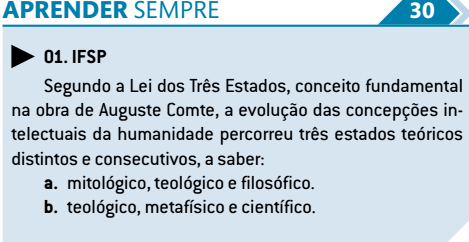 APRENDER SEMPRE 30
01. IFSP
Segundo a Lei dos Três Estados, conceito fundamental
na obra de Auguste Comte, a evolução das concepções in-
telectuais da humanidade percorreu três estados teóricos
distintos e consecutivos, a saber:
a. mitológico, teológico e filosófico.
b. teológico, metafísico e científico.